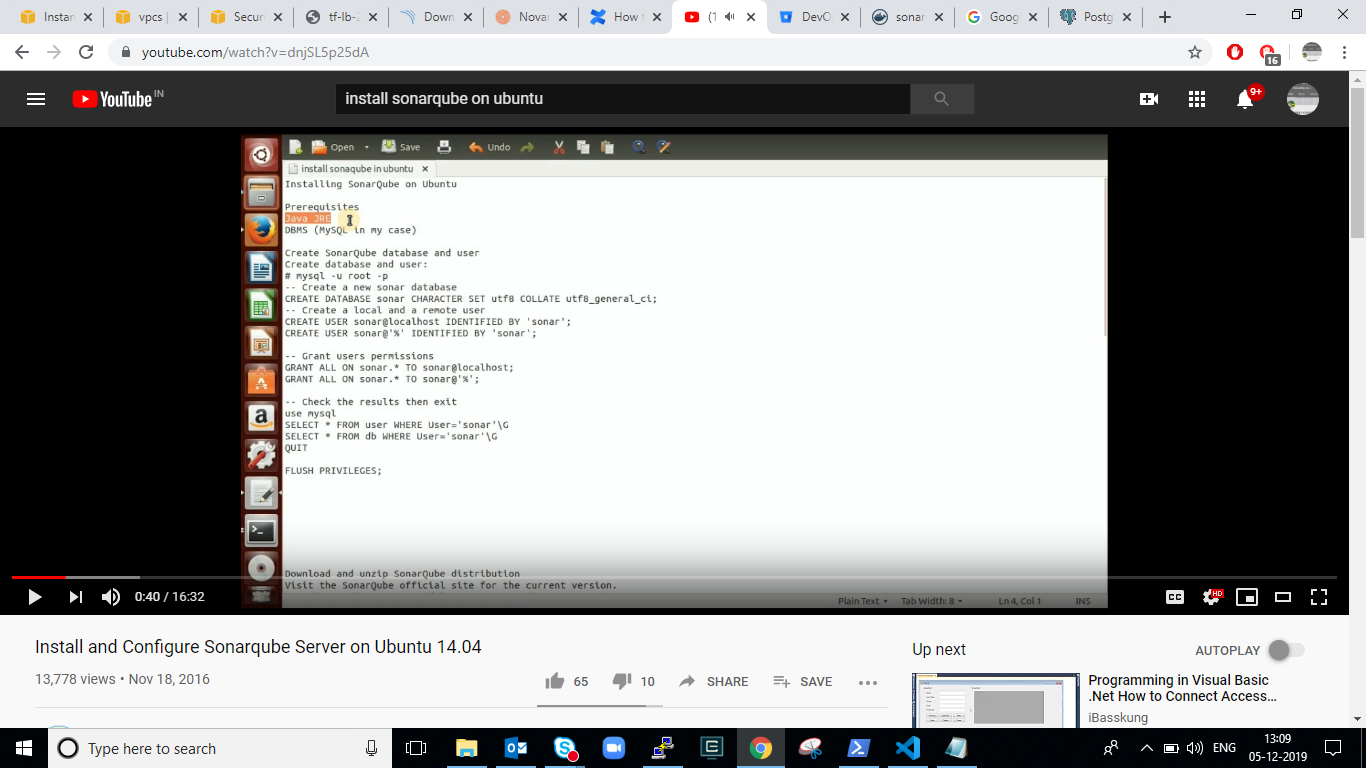 Instan
vpcs |
Secur
tf-lb-2
Down
Novar
How t
(1
DevO
sonar
Goog
Postg
youtube.com/watch?v=dnjSL5p25dA
16
YouTube IN
install sonarqube on ubuntu
9+
Open
Save
Undo
install sonaqube in ubuntu
Installing SonarQube on Ubuntu
Prerequisites
Java JRE
DBMS (MySQL in my case)
Create SonarQube database and user
Create database and user:
# mysql -u root -p
-- Create a new sonar database
CREATE DATABASE sonar CHARACTER SET utf8 COLLATE utf8_general_ci;
-- Create a local and a remote user
CREATE USER sonar@localhost IDENTIFIED BY 'sonar';
CREATE USER sonar@'%' IDENTIFIED BY 'sonar';
-- Grant users permissions
GRANT ALL ON sonar.* TO sonar@localhost;
GRANT ALL ON sonar.* TO sonar@'%';
-- Check the results then exit
use mysql
SELECT * FROM user WHERE User='sonar'\G
SELECT * FROM db WHERE User='sonar'\G
QUIT
FLUSH PRIVILEGES;
Download and unzip SonarQube distribution
Visit the SonarQube official site for the current version.
Plain Text
Tab Width: 8
Ln 4, Col 1
INS
0:40 / 16:32
CC
HD
Install and Configure Sonarqube Server on Ubuntu 14.04
13,778 views • Nov 18, 2016
65
10
SHARE
SAVE
Up next
AUTOPLAY
Programming in Visual Basic
.Net How to Connect Access...
iBasskung
Type here to search
ENG
13:09
05-12-2019